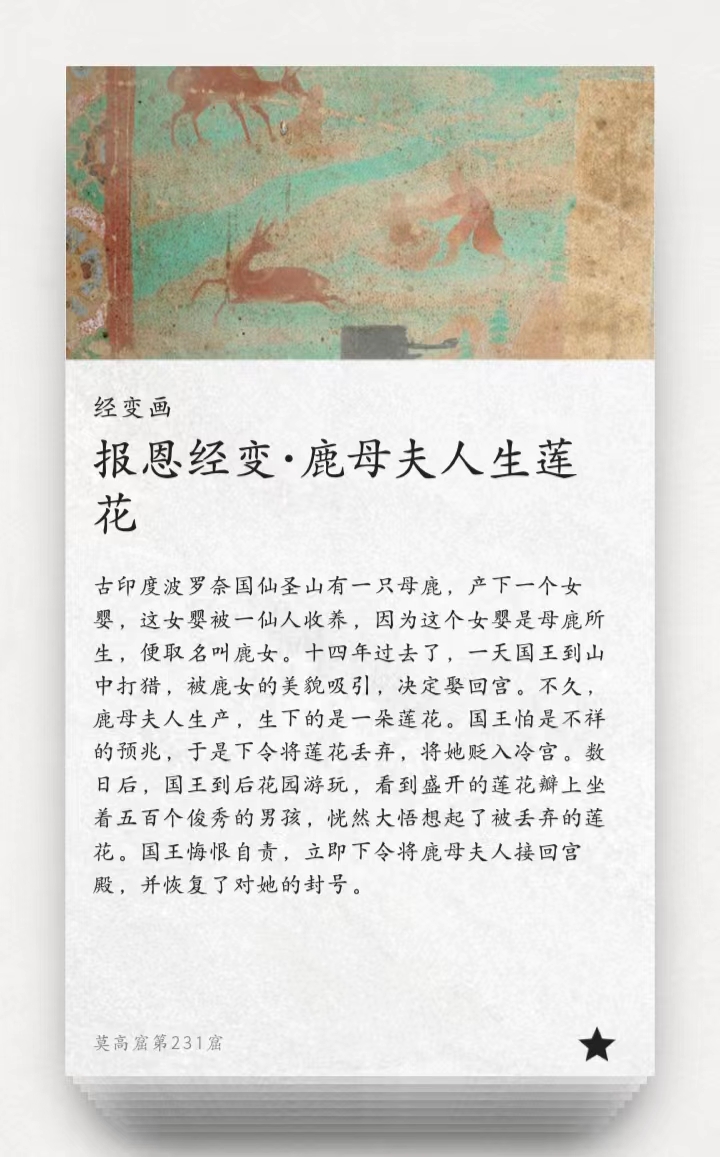 经变画
报恩经变·鹿母夫人生莲
花
古印度波罗奈国仙圣山有一只母鹿，产下一个女
婴，这女婴被一仙人收养，因为这个女婴是母鹿所
生，便取名叫鹿女。十四年过去了，一天国王到山
中打猎，被鹿女的美貌吸引，决定娶回宫。不久，
鹿母夫人生产，生下的是一朵莲花。国王怕是不祥
的预兆，于是下令将莲花丢弃，将她贬入冷宫。数
日后，国王到后花园游玩，看到盛开的莲花瓣上坐
着五百个俊秀的男孩，恍然大悟想起了被丢弃的莲
花。国王悔恨自责，立即下令将鹿母夫人接回宫
殿，并恢复了对她的封号。
莫高窟第231窟